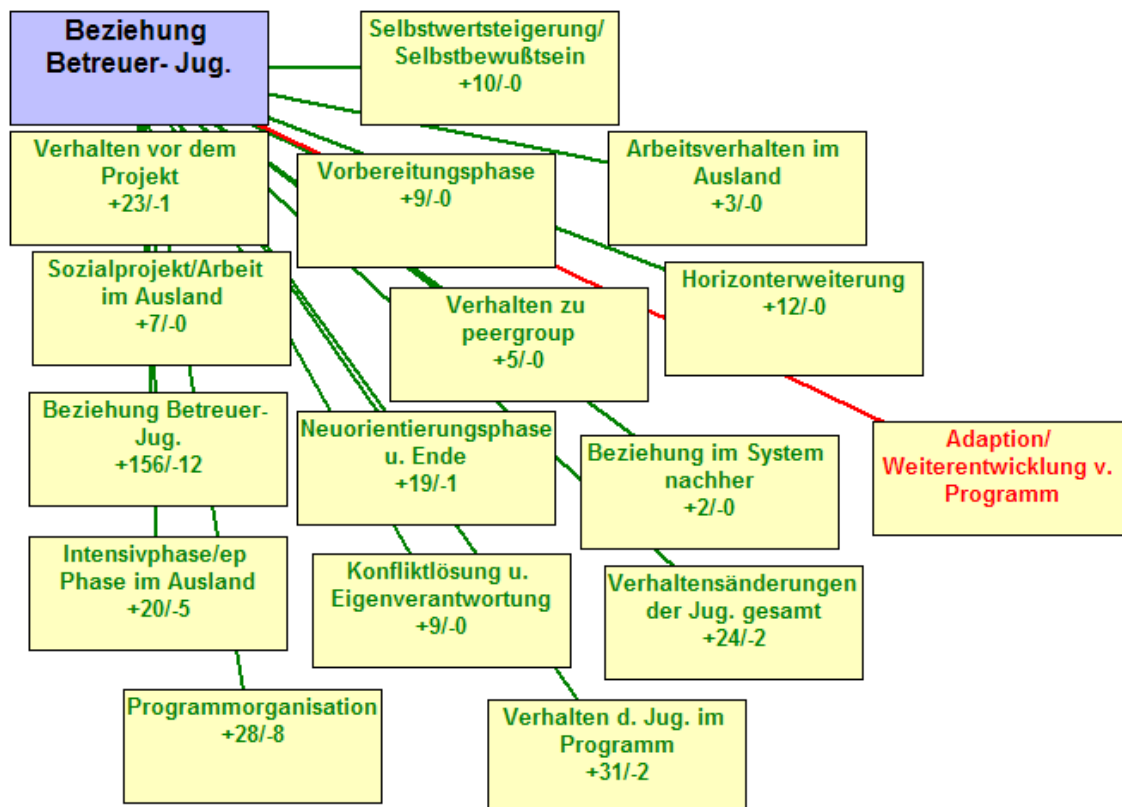 Beziehung
Betreuer- Jug.
Selbstwertsteigerung/
Selbstbewußtsein
+10/-0
Verhalten vor dem
Projekt
+23/-1
Vorbereitungsphase
+9/-0
Arbeitsverhalten im
Ausland
+3/-0
Sozialprojekt/Arbeit
im Ausland
+7/-0
Verhalten zu
peergroup
+5/-0
Horizonterweiterung
+12/-0
Beziehung Betreuer-
Jug.
+156/-12
Neuorientierungsphase
u. Ende
+19/-1
Beziehung im System
nachher
+2/-0
Adaption/
Weiterentwicklung v.
Programm
Intensivphase/ep
Phase im Ausland
+20/-5
Konfliktlösung u.
Eigenverantwortung
+9/-0
Verhaltensänderungen
der Jug. gesamt
+24/-2
Programmorganisation
+28/-8
Verhalten d. Jug. im
Programm
+31/-2